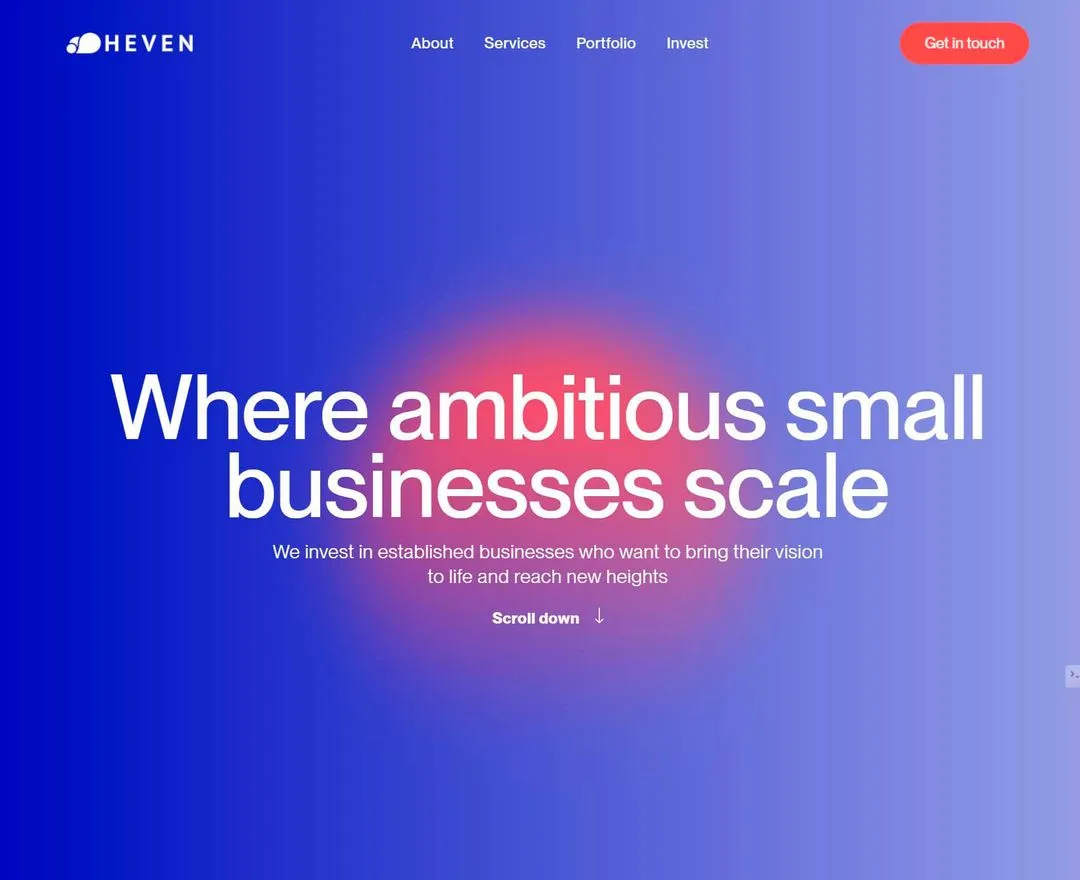 HEVEN
About
Services
Portfolio
Invest
Get in touch
Where ambitious small
businesses scale
We invest in established businesses who want to bring their vision
to life and reach new heights
Scroll down ↓